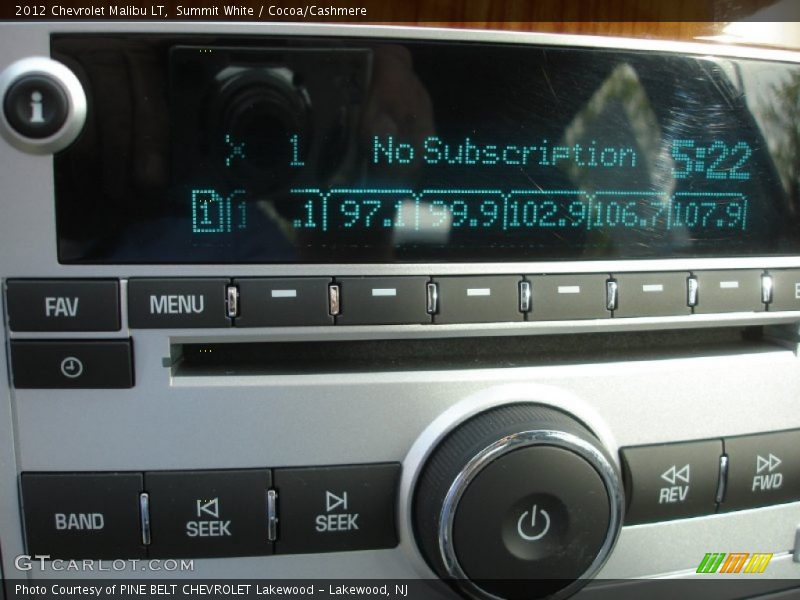 2012 Chevrolet Malibu LT, Summit White / Cocoa/Cashmere
i
1 No Subscription 5:22
1 .1 97.1 99.9 102.9 106.7 107.9
FAV MENU
BAND SEEK SEEK REV FWD
GTCARLOT.COM
Photo Courtesy of PINE BELT CHEVROLET Lakewood - Lakewood, NJ